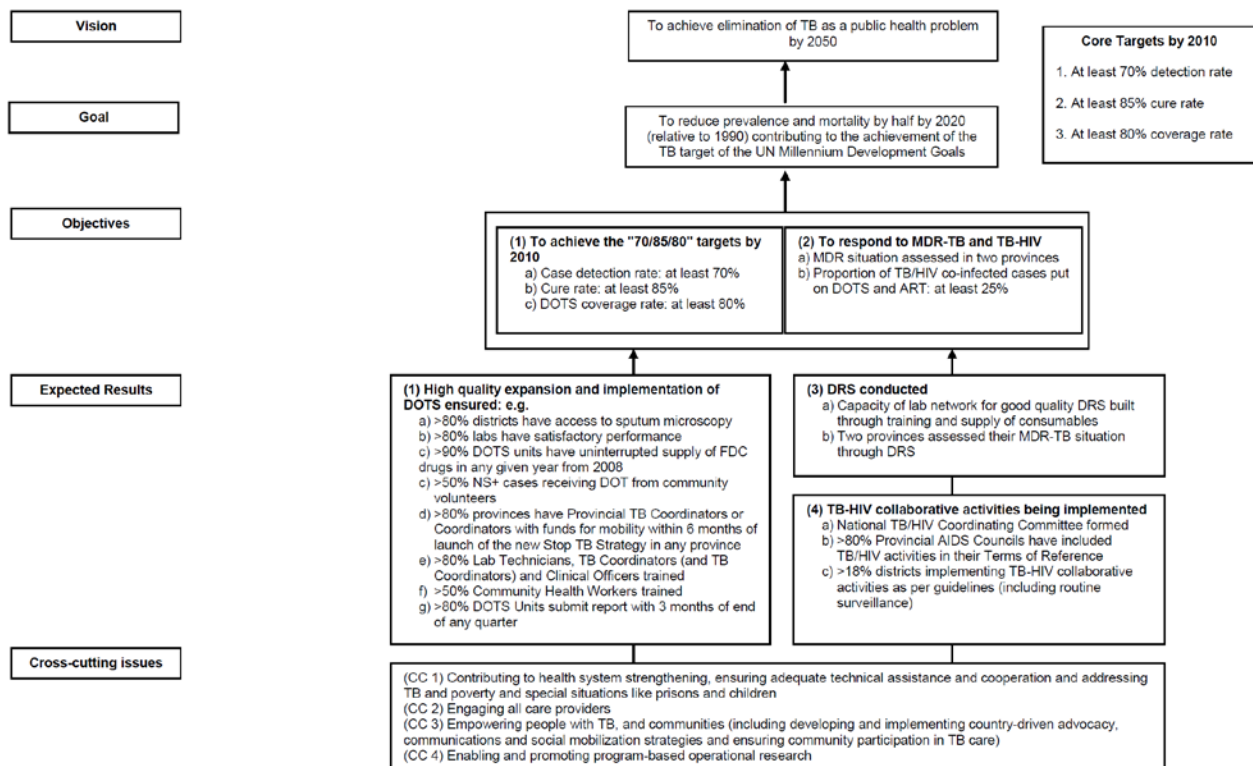 Vision
To achieve elimination of TB as a public health problem
by 2050
Core Targets by 2010
1. At least 70% detection rate
2. At least 85% cure rate
3. At least 80% coverage rate
Goal
To reduce prevalence and mortality by half by 2020
(relative to 1990) contributing to the achievement of the
TB target of the UN Millennium Development Goals
Objectives
(1) To achieve the "70/85/80" targets by
2010
a) Case detection rate: at least 70%
b) Cure rate: at least 85%
c) DOTS coverage rate: at least 80%
(2) To respond to MDR-TB and TB-HIV
a) MDR situation assessed in two provinces
b) Proportion of TB/HIV co-infected cases put
on DOTS and ART: at least 25%
Expected Results
(1) High quality expansion and implementation of
DOTS ensured: e.g.
a) >80% districts have access to sputum microscopy
b) >80% labs have satisfactory performance
c) >90% DOTS units have uninterrupted supply of FDC
drugs in any given year from 2008
c) >50% NS+ cases receiving DOT from community
volunteers
d) >80% provinces have Provincial TB Coordinators or
Coordinators with funds for mobility within 6 months of
launch of the new Stop TB Strategy in any province
e) >80% Lab Technicians, TB Coordinators (and TB
Coordinators) and Clinical Officers trained
f) >50% Community Health Workers trained
g) >80% DOTS Units submit report with 3 months of end
of any quarter
(3) DRS conducted
a) Capacity of lab network for good quality DRS built
through training and supply of consumables
b) Two provinces assessed their MDR-TB situation
through DRS
(4) TB-HIV collaborative activities being implemented
a) National TB/HIV Coordinating Committee formed
b) >80% Provincial AIDS Councils have included
TB/HIV activities in their Terms of Reference
c) >18% districts implementing TB-HIV collaborative
activities as per guidelines (including routine
surveillance)
Cross-cutting issues
(CC 1) Contributing to health system strengthening, ensuring adequate technical assistance and cooperation and addressing
TB and poverty and special situations like prisons and children
(CC 2) Engaging all care providers
(CC 3) Empowering people with TB, and communities (including developing and implementing country-driven advocacy,
communications and social mobilization strategies and ensuring community participation in TB care)
(CC 4) Enabling and promoting program-based operational research